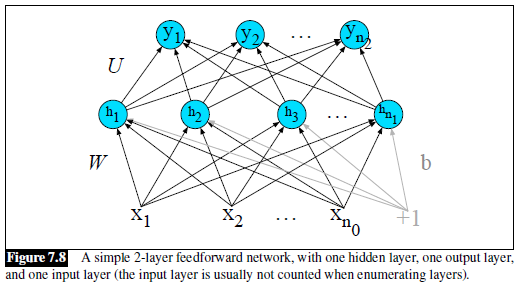 y1 y2 ... yn2
U
h1 h2 h3 ... hn1
W b
x1 x2 ... xn0 +1
Figure 7.8 A simple 2-layer feedforward network, with one hidden layer, one output layer,
and one input layer (the input layer is usually not counted when enumerating layers).